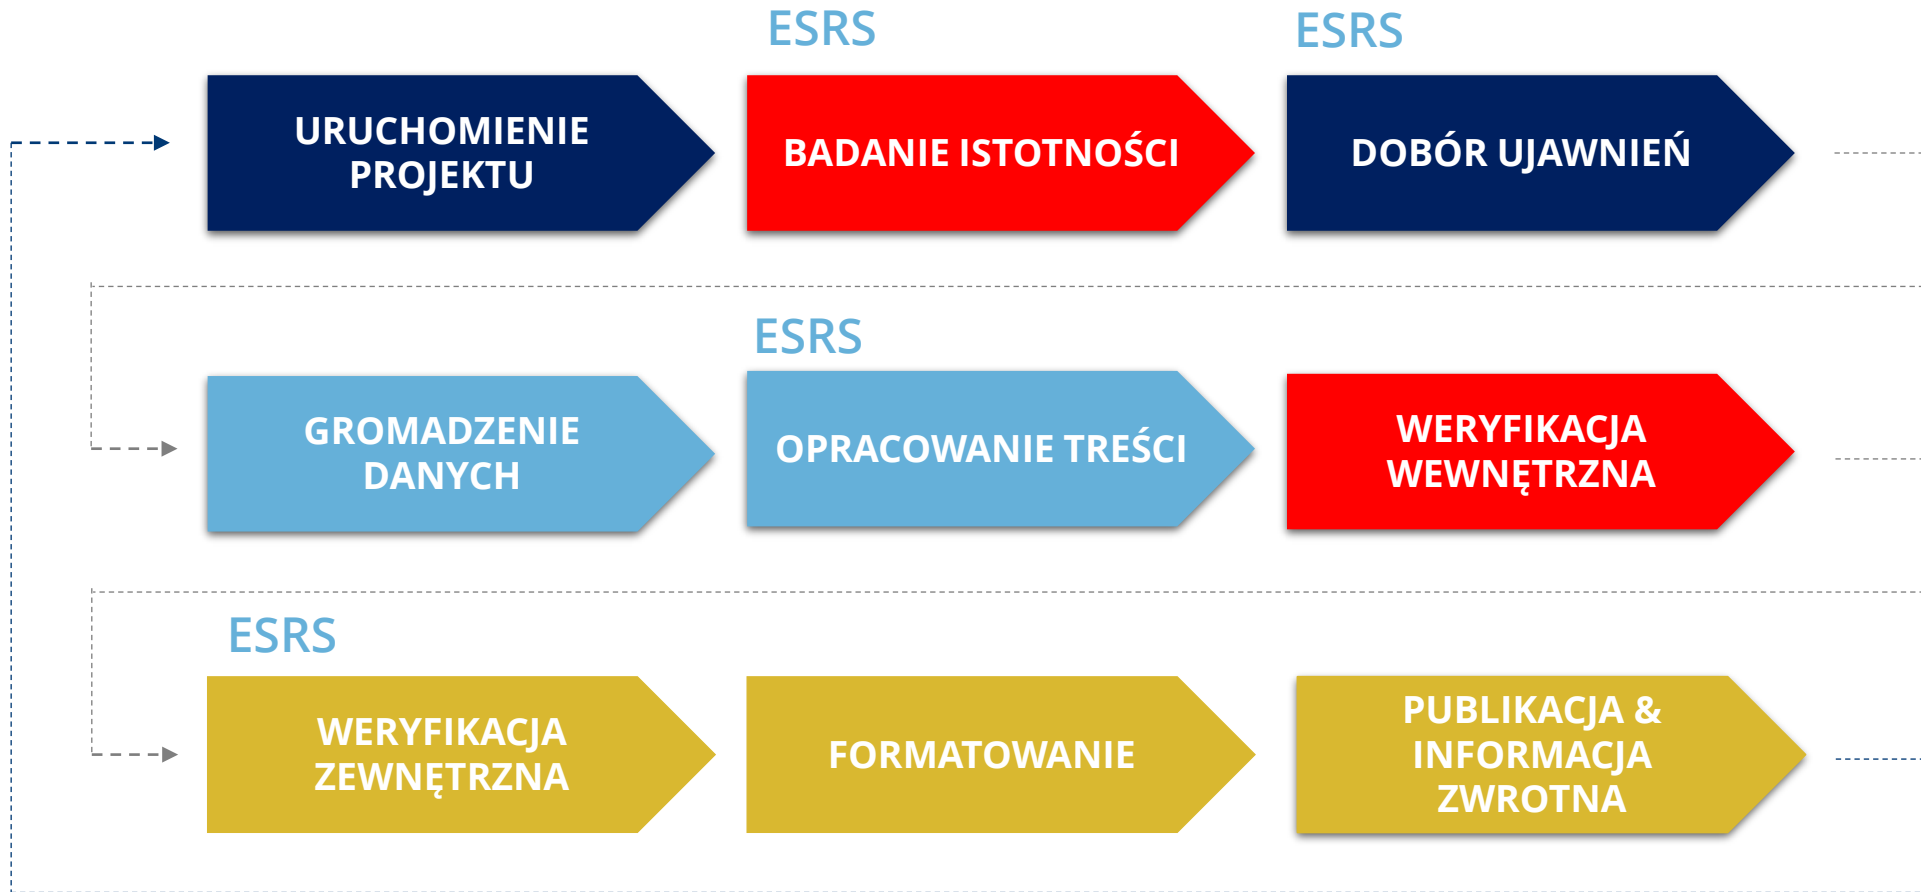 ESRS
ESRS
URUCHOMIENIE
PROJEKTU
BADANIE ISTOTNOŚCI
DOBÓR UJAWNIEŃ
ESRS
GROMADZENIE
DANYCH
OPRACOWANIE TREŚCI
WERYFIKACJA
WEWNĘTRZNA
ESRS
WERYFIKACJA
ZEWNĘTRZNA
FORMATOWANIE
PUBLIKACJA &
INFORMACJA
ZWROTNA